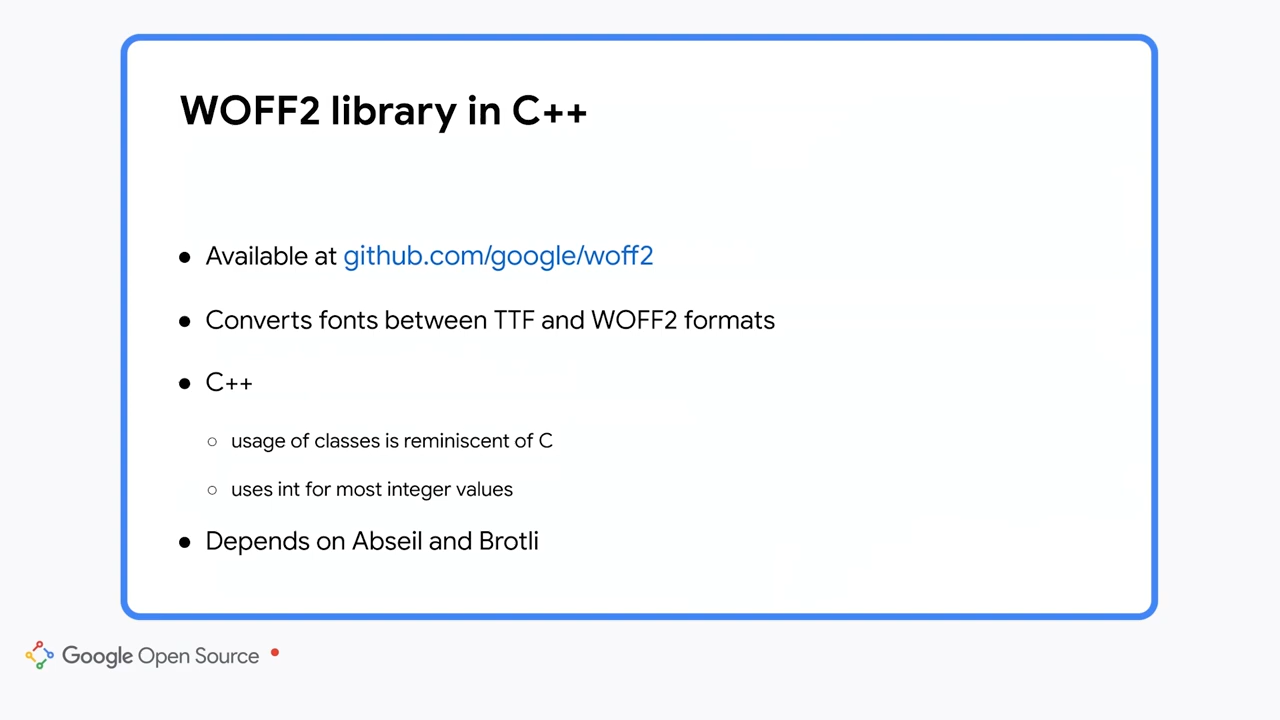 WOFF2 library in C++
● Available at github.com/google/woff2
● Converts fonts between TTF and WOFF2 formats
● C++
○ usage of classes is reminiscent of C
○ uses int for most integer values
● Depends on Abseil and Brotli
Google Open Source